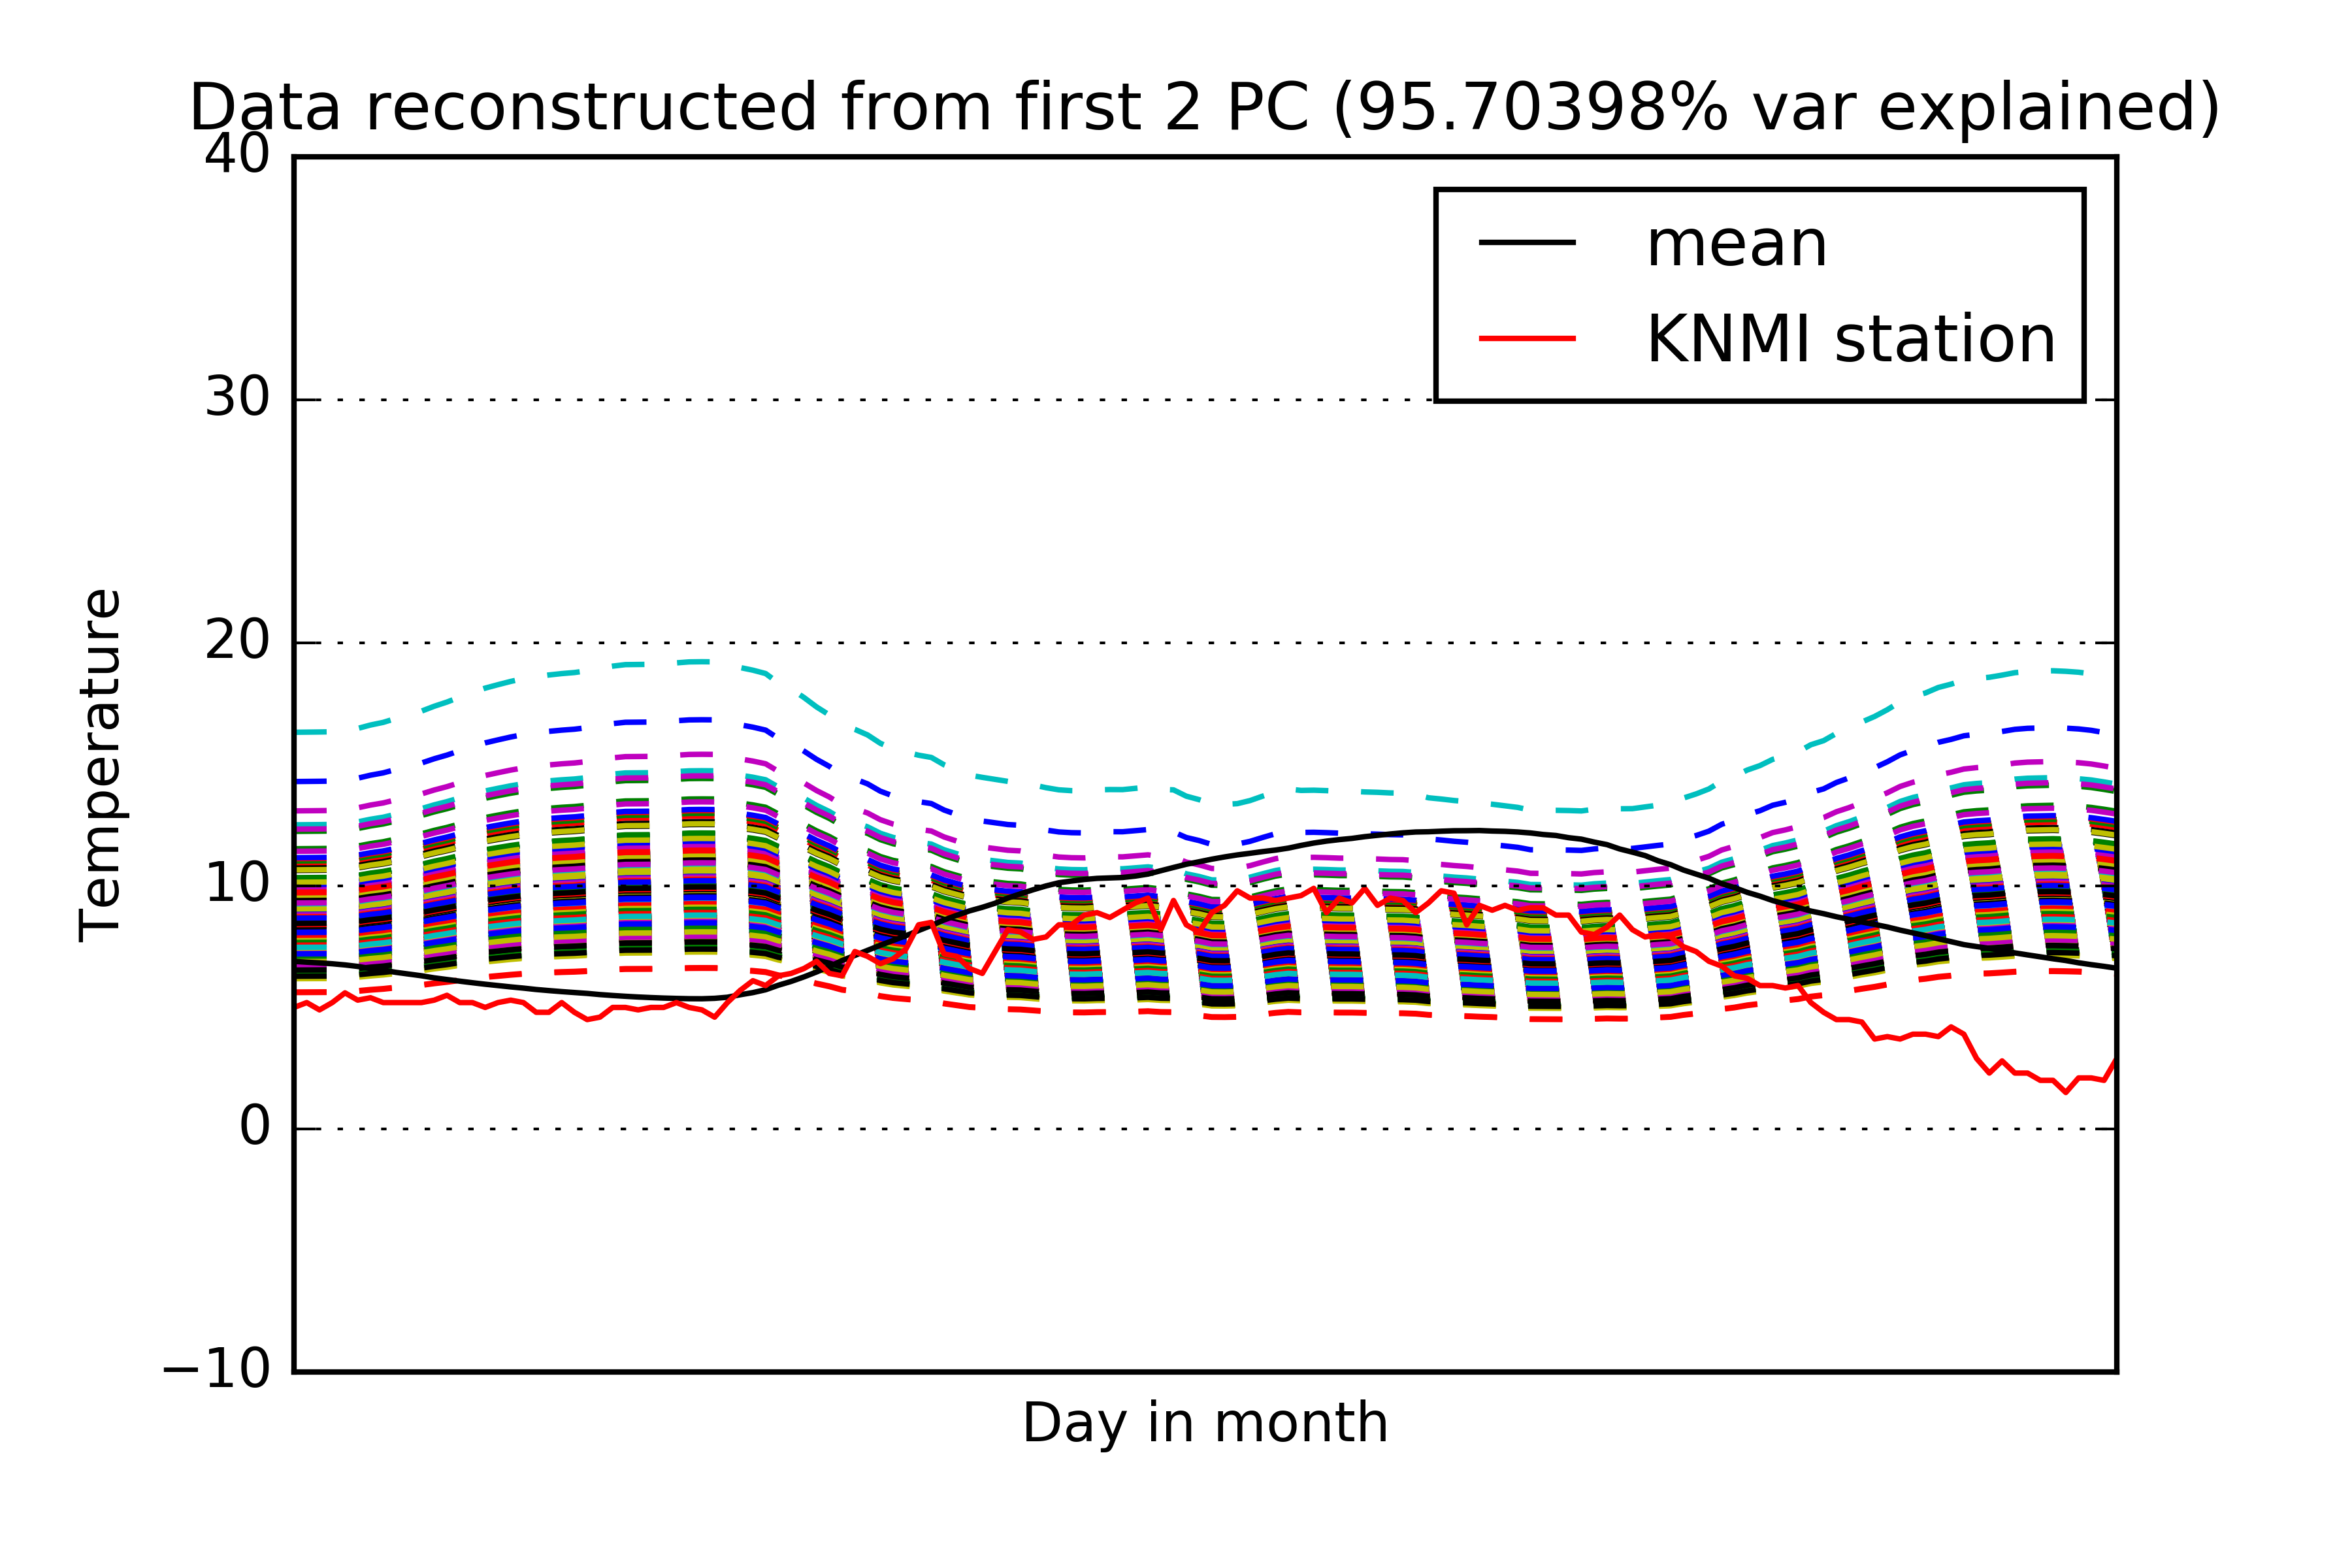 Data reconstructed from first 2 PC (95.70398% var explained)
40
30
20
10
0
−10
Temperature
Day in month
mean
KNMI station